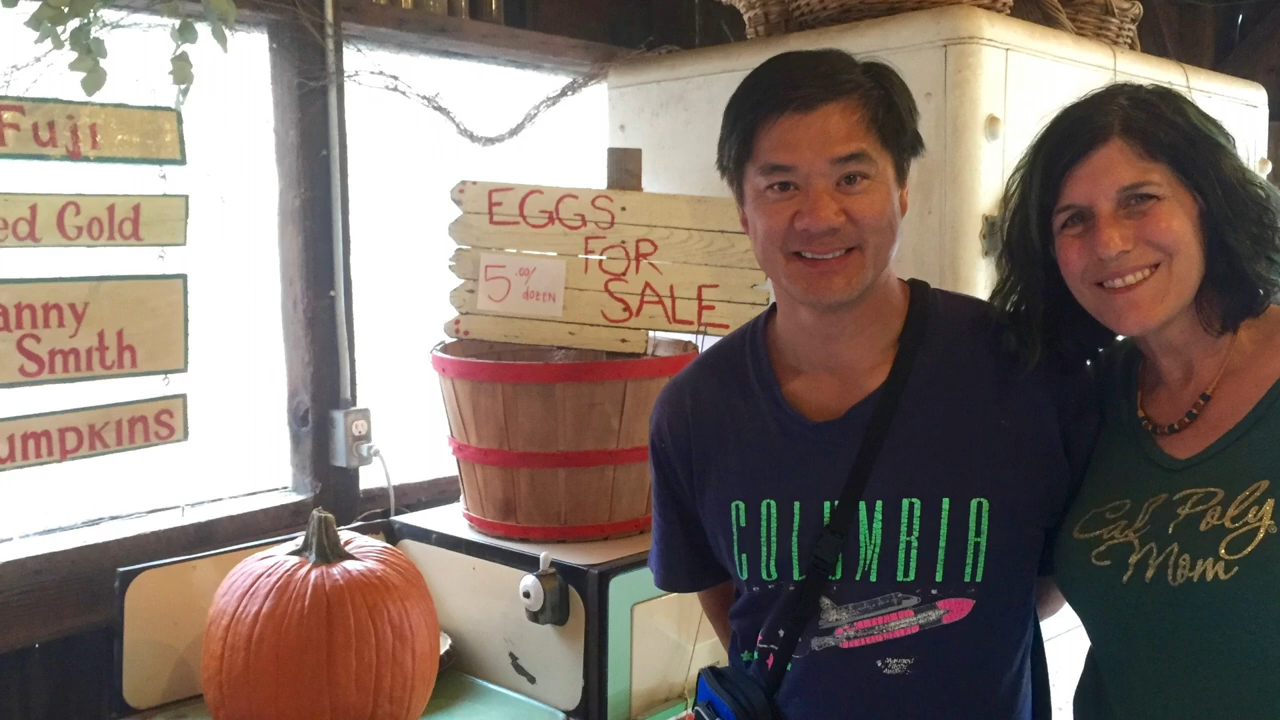 Fuji
ed Gold
anny
Smith
umpkins
EGGS
FOR
SALE
5.00/
dozen
COLUMBIA
Cal Poly
Mom